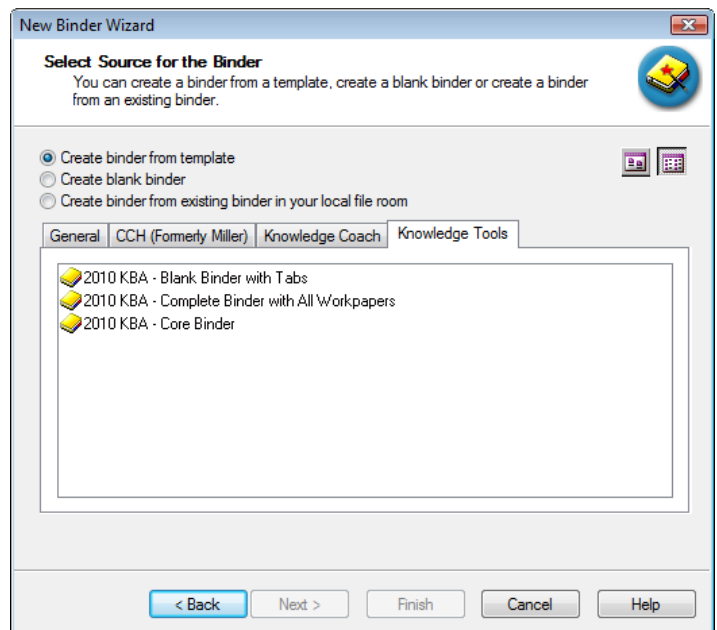 New Binder Wizard
Select Source for the Binder
You can create a binder from a template, create a blank binder or create a binder
from an existing binder.
Create binder from template
Create blank binder
Create binder from existing binder in your local file room
General CCH (Formerly Miller) Knowledge Coach Knowledge Tools
2010 KBA - Blank Binder with Tabs
2010 KBA - Complete Binder with All Workpapers
2010 KBA - Core Binder
< Back Next > Finish Cancel Help